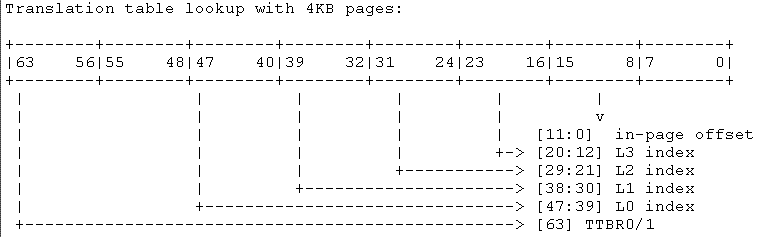 Translation table lookup with 4KB pages:
+--------+--------+--------+--------+--------+--------+--------+--------+
|63    56|55    48|47    40|39    32|31    24|23    16|15     8|7      0|
+--------+--------+--------+--------+--------+--------+--------+--------+
 |                 |         |         |         |         |
 |                 |         |         |         |         v
 |                 |         |         |         |   [11:0]  in-page offset
 |                 |         |         |         +-> [20:12] L3 index
 |                 |         |         +-----------> [29:21] L2 index
 |                 |         +---------------------> [38:30] L1 index
 |                 +-------------------------------> [47:39] L0 index
 +-------------------------------------------------> [63] TTBR0/1